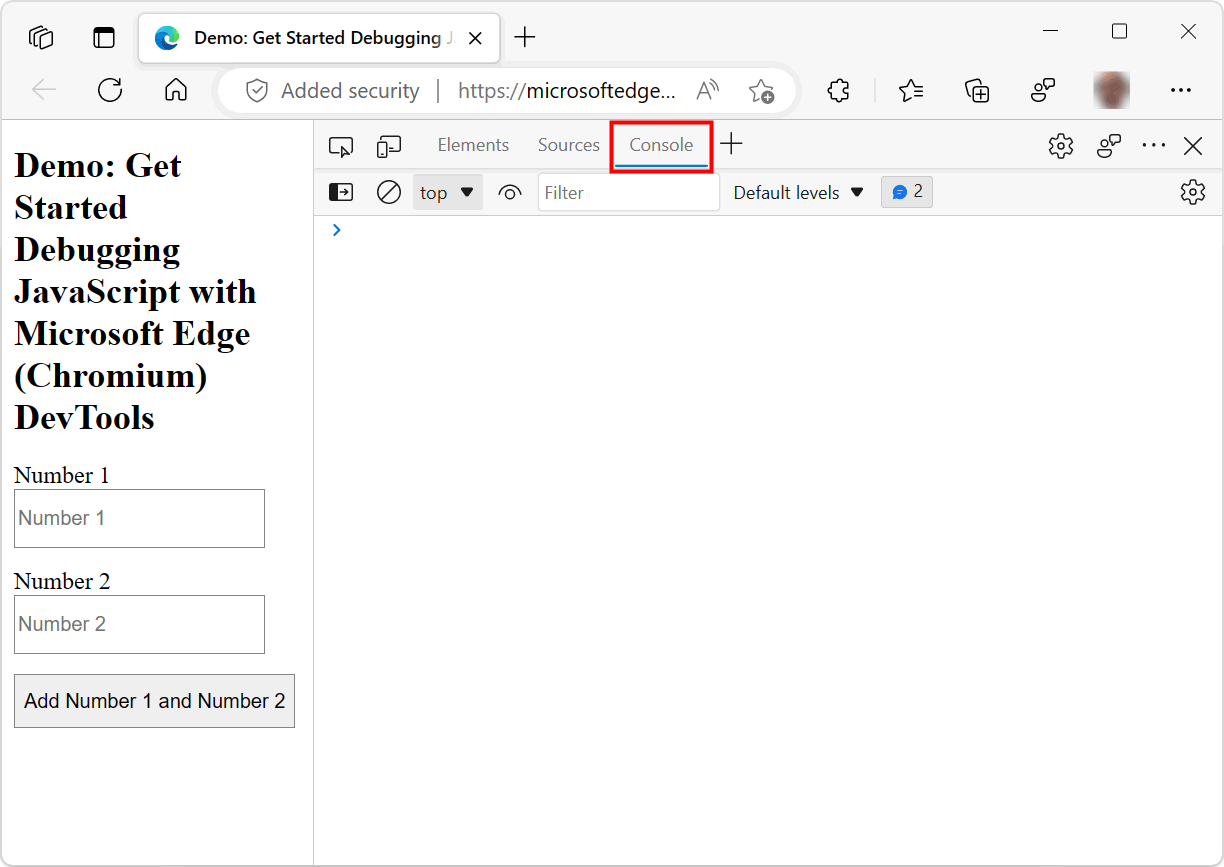 Demo: Get Started Debugging J
Added security
https://microsoftedge...
Elements
Sources
Console
top
Filter
Default levels
2
Demo: Get
Started
Debugging
JavaScript with
Microsoft Edge
(Chromium)
DevTools
Number 1
Number 1
Number 2
Number 2
Add Number 1 and Number 2